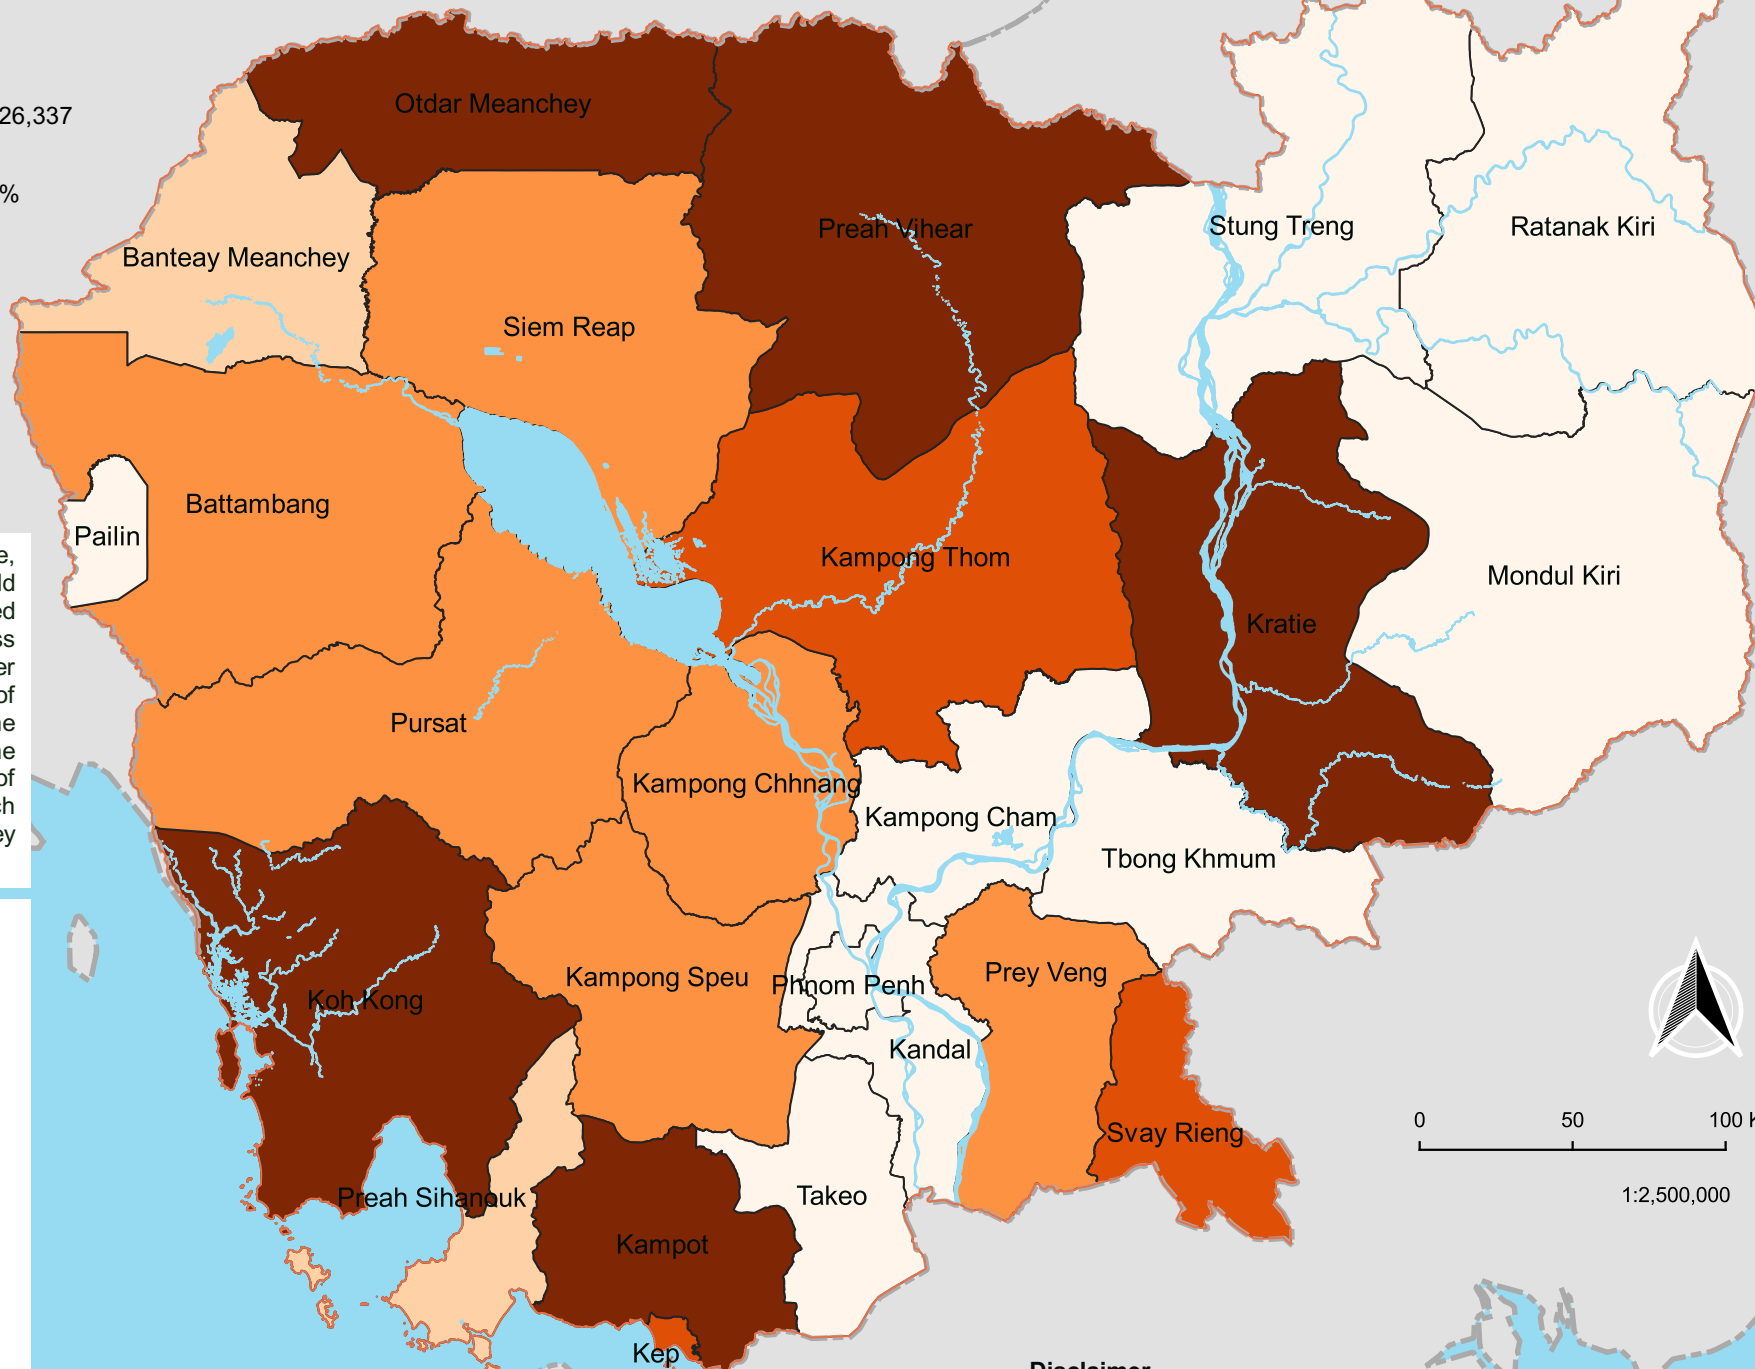 Otdar Meanchey
26,337
%
Preah Vihear
Stung Treng
Ratanak Kiri
Banteay Meanchey
Siem Reap
Battambang
Pailin
Kampong Thom
Mondul Kiri
Kratie
Pursat
Kampong Chhnang
Kampong Cham
Tbong Khmum
Kampong Speu
Phnom Penh
Prey Veng
Koh Kong
Kandal
Svay Rieng
Preah Sihanouk
Takeo
Kampot
Kep
0 50 100
1:2,500,000
of
of